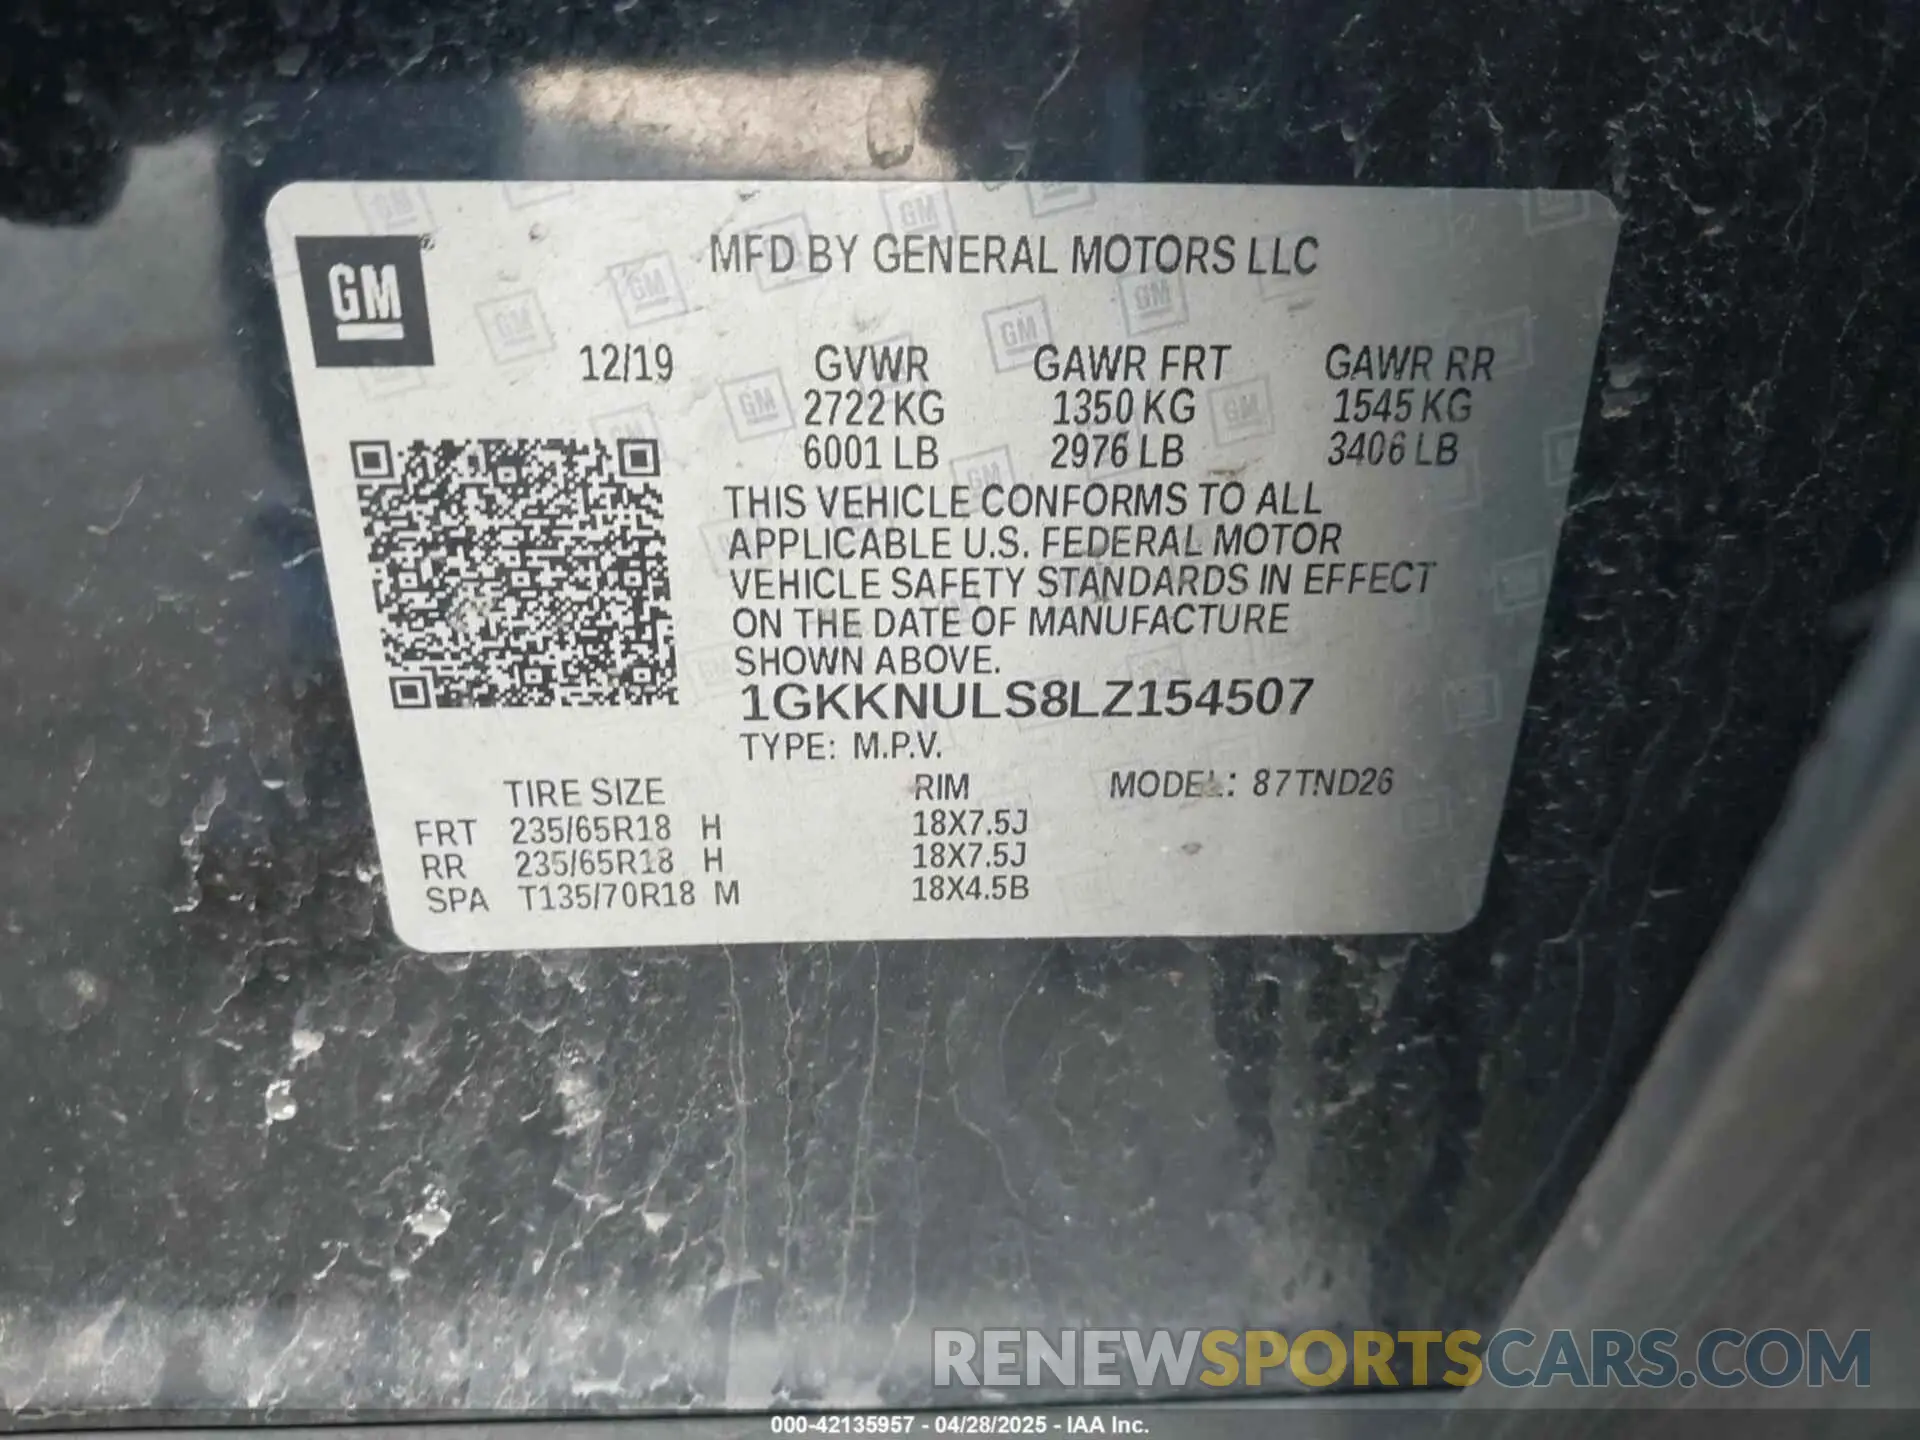 GM
MFD BY GENERAL MOTORS LLC
12/19 GVWR GAWR FRT GAWR RR
2722 KG 1350 KG 1545 KG
6001 LB 2976 LB 3406 LB
THIS VEHICLE CONFORMS TO ALL
APPLICABLE U.S. FEDERAL MOTOR
VEHICLE SAFETY STANDARDS IN EFFECT
ON THE DATE OF MANUFACTURE
SHOWN ABOVE.
1GKKNULS8LZ154507
TYPE: M.P.V.
TIRE SIZE RIM MODEL: 87TND26
FRT 235/65R18 H 18X7.5J
RR 235/65R18 H 18X7.5J
SPA T135/70R18 M 18X4.5B
RENEWSPORTSCARS.COM
000-42135957 - 04/28/2025 - IAA Inc.